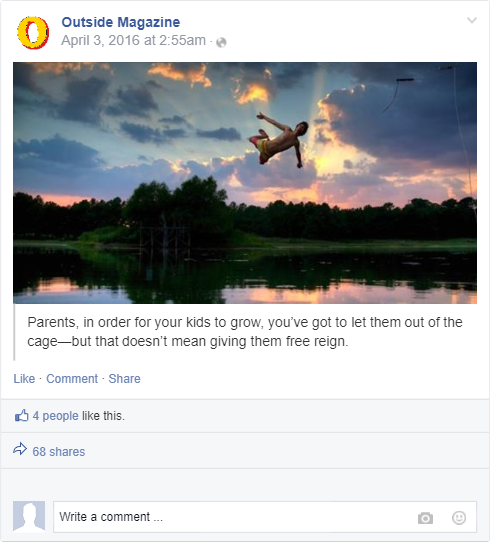 Outside Magazine
April 3, 2016 at 2:55am ·
Parents, in order for your kids to grow, you've got to let them out of the
cage—but that doesn't mean giving them free reign.
Like · Comment · Share
4 people like this.
68 shares
Write a comment ...